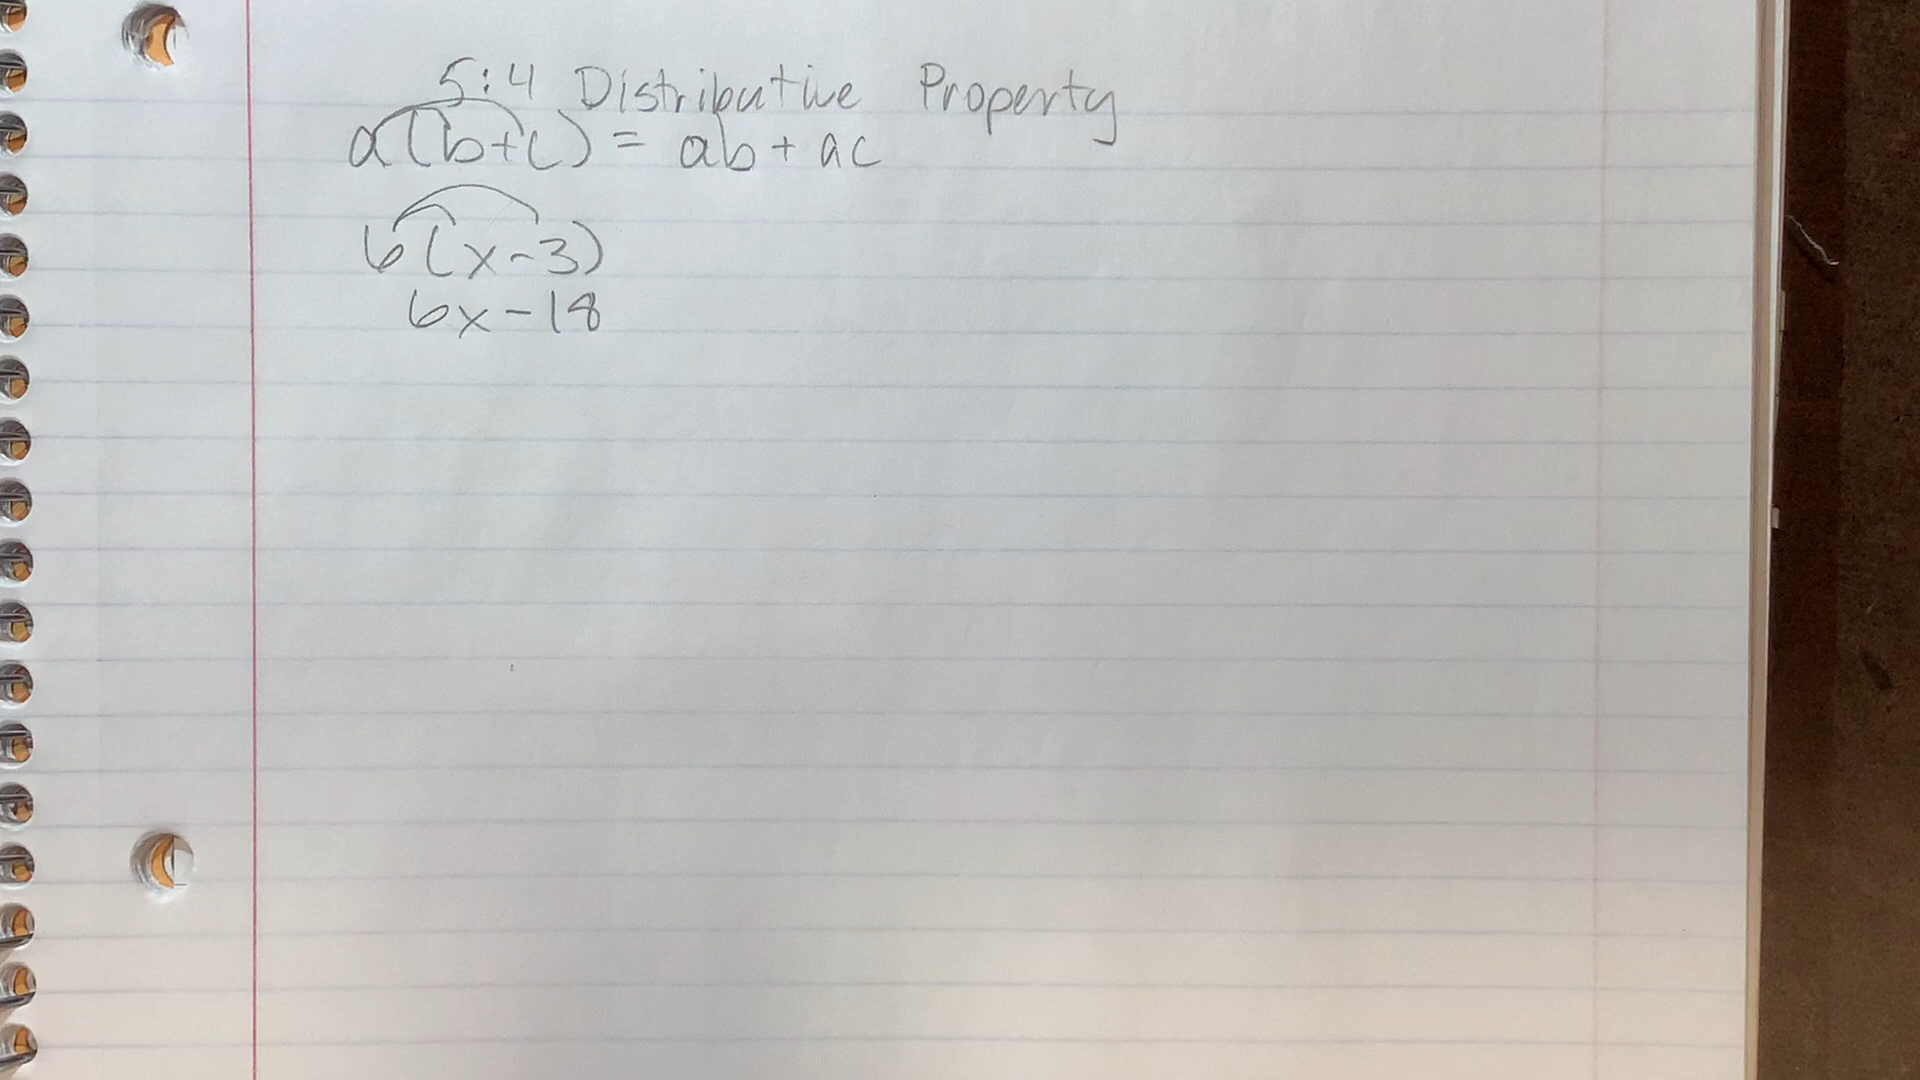 5:4 Distributive Property
a(b+c) = ab + ac
6(x-3)
6x-18